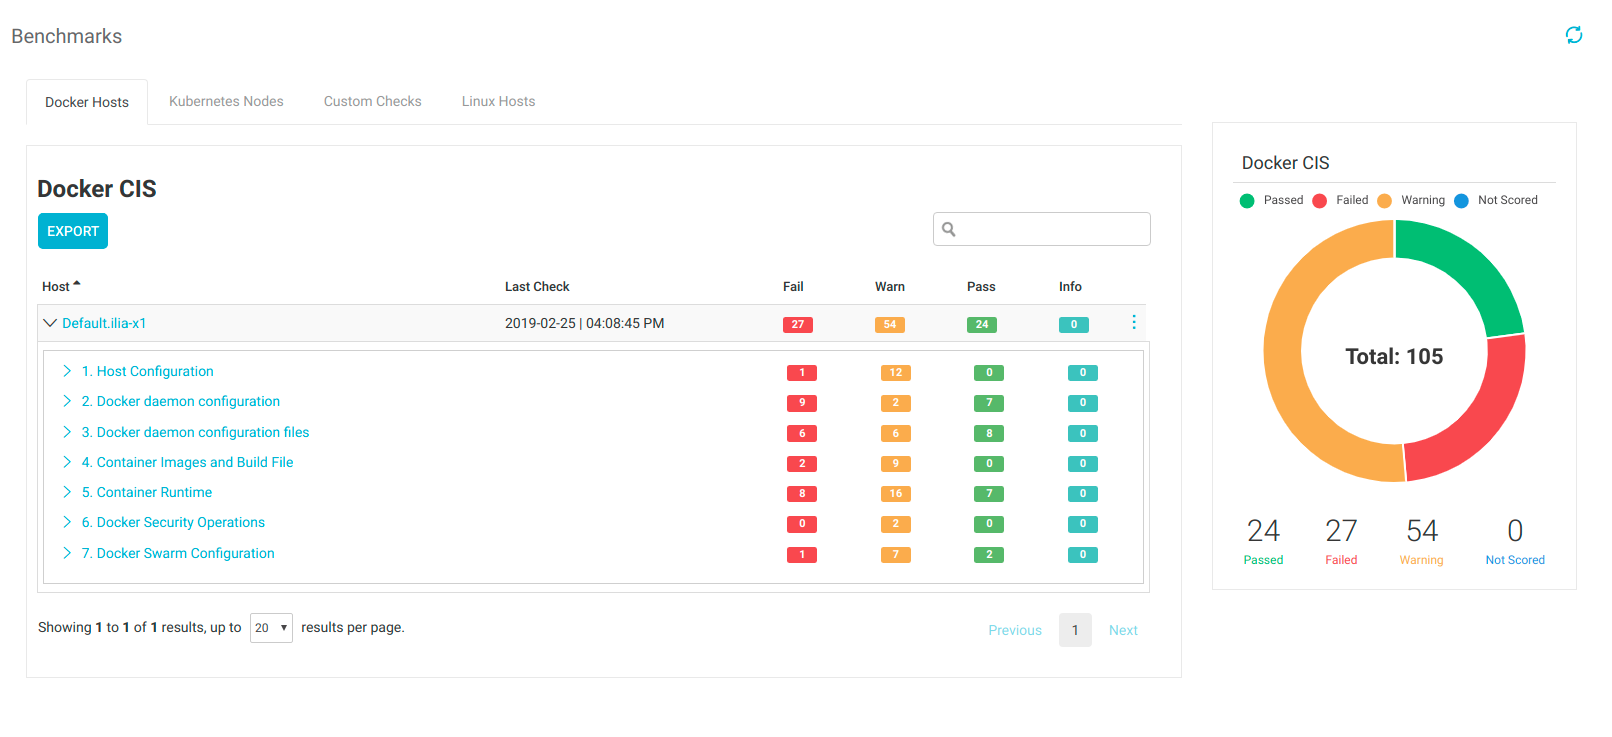 Benchmarks
Docker Hosts Kubernetes Nodes Custom Checks Linux Hosts
Docker CIS
EXPORT
Host Last Check Fail Warn Pass Info
Default.ilia-x1 2019-02-25 | 04:08:45 PM 27 54 24 0
1. Host Configuration 1 12 0 0
2. Docker daemon configuration 9 2 7 0
3. Docker daemon configuration files 6 6 8 0
4. Container Images and Build File 2 9 0 0
5. Container Runtime 8 16 7 0
6. Docker Security Operations 0 2 0 0
7. Docker Swarm Configuration 1 7 2 0
Showing 1 to 1 of 1 results, up to 20 results per page.
Previous 1 Next
Docker CIS
Passed Failed Warning Not Scored
Total: 105
24 27 54 0
Passed Failed Warning Not Scored